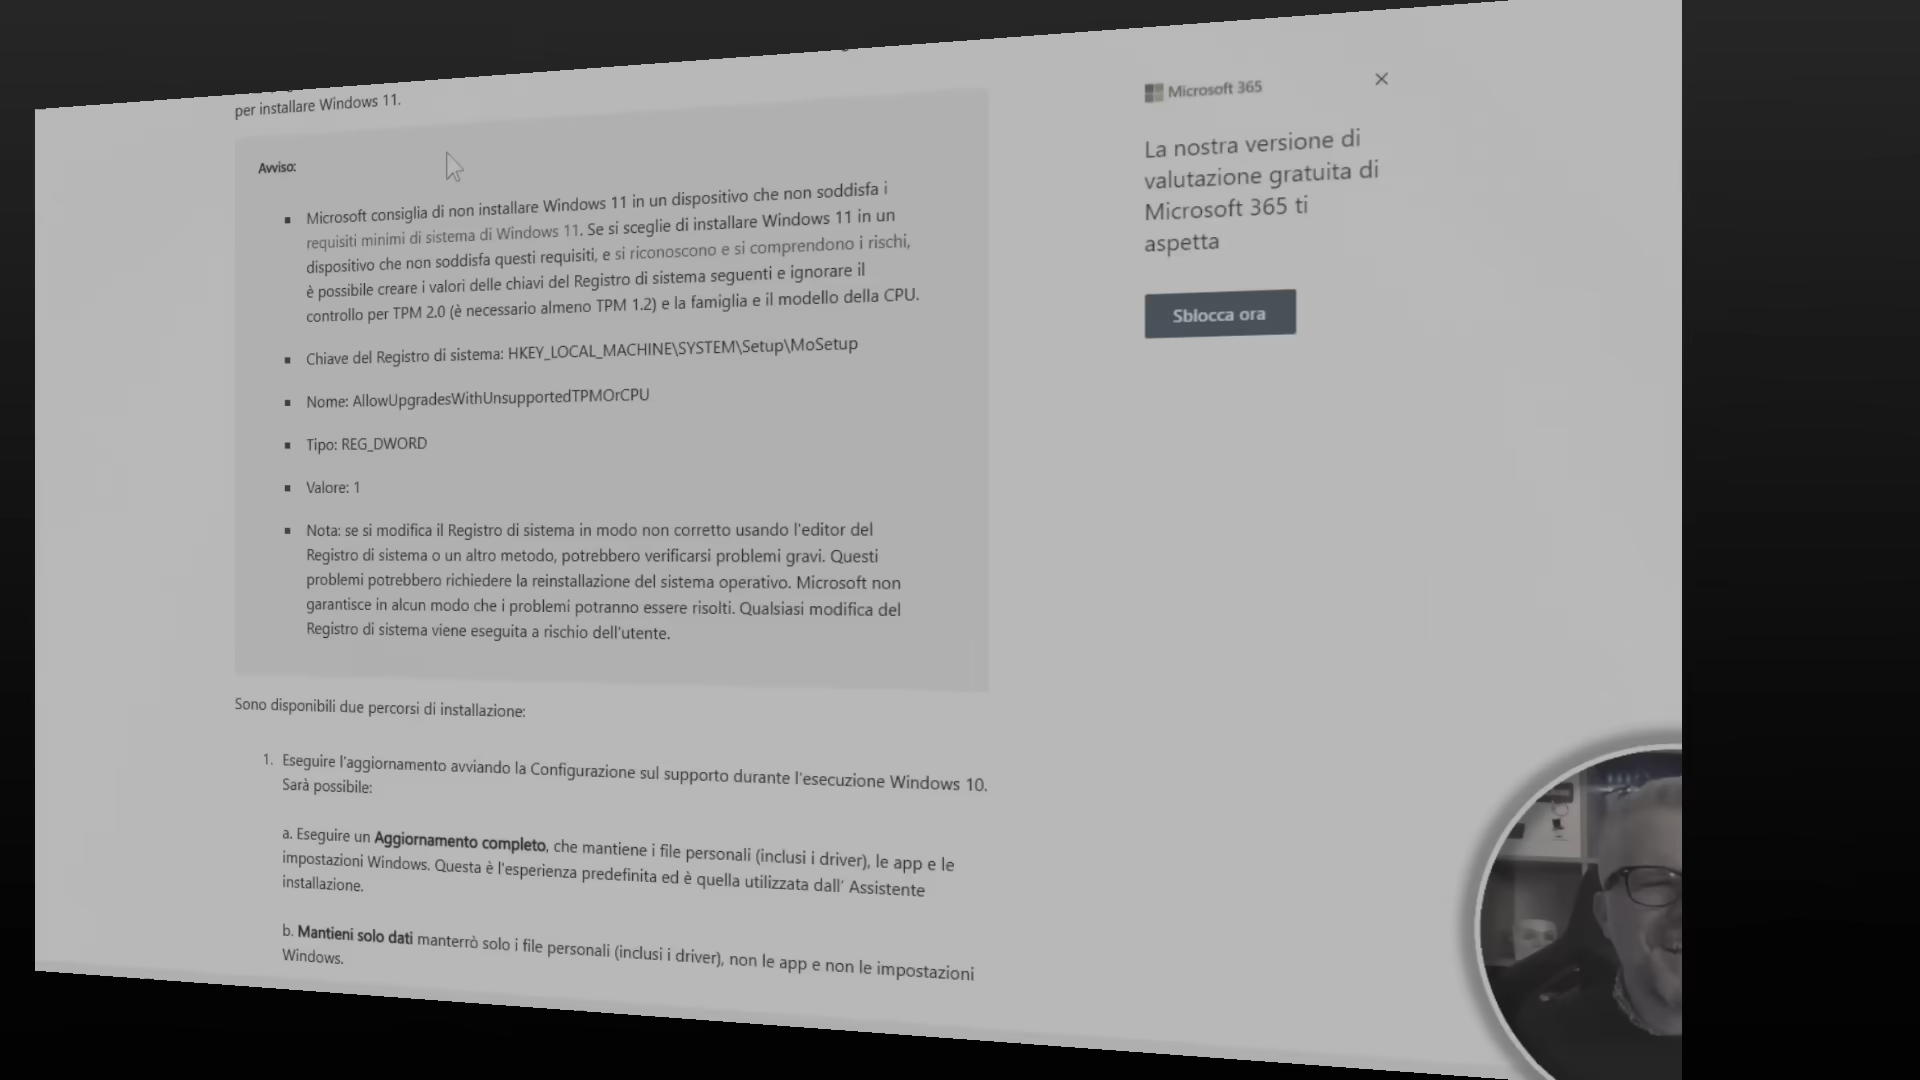 per installare Windows 11.
Avviso:
Microsoft consiglia di non installare Windows 11 in un dispositivo che non soddisfa i
requisiti minimi di sistema di Windows 11. Se si sceglie di installare Windows 11 in un
dispositivo che non soddisfa questi requisiti, e si riconoscono e si comprendono i rischi,
è possibile creare i valori delle chiavi del Registro di sistema seguenti e ignorare il
controllo per TPM 2.0 (è necessario almeno TPM 1.2) e la famiglia e il modello della CPU.
Chiave del Registro di sistema: HKEY_LOCAL_MACHINE\SYSTEM\Setup\MoSetup
Nome: AllowUpgradesWithUnsupportedTPMOrCPU
Tipo: REG_DWORD
Valore: 1
Nota: se si modifica il Registro di sistema in modo non corretto usando l'editor del
Registro di sistema o un altro metodo, potrebbero verificarsi problemi gravi. Questi
problemi potrebbero richiedere la reinstallazione del sistema operativo. Microsoft non
garantisce in alcun modo che i problemi potranno essere risolti. Qualsiasi modifica del
Registro di sistema viene eseguita a rischio dell'utente.
Sono disponibili due percorsi di installazione:
1. Eseguire l'aggiornamento avviando la Configurazione sul supporto durante l'esecuzione Windows 10.
Sarà possibile:
a. Eseguire un Aggiornamento completo, che mantiene i file personali (inclusi i driver), le app e le
impostazioni Windows. Questa è l'esperienza predefinita ed è quella utilizzata dall' Assistente
installazione.
b. Mantieni solo dati manterrò solo i file personali (inclusi i driver), non le app e non le impostazioni
Windows.
Microsoft 365
La nostra versione di
valutazione gratuita di
Microsoft 365 ti
aspetta
Sblocca ora